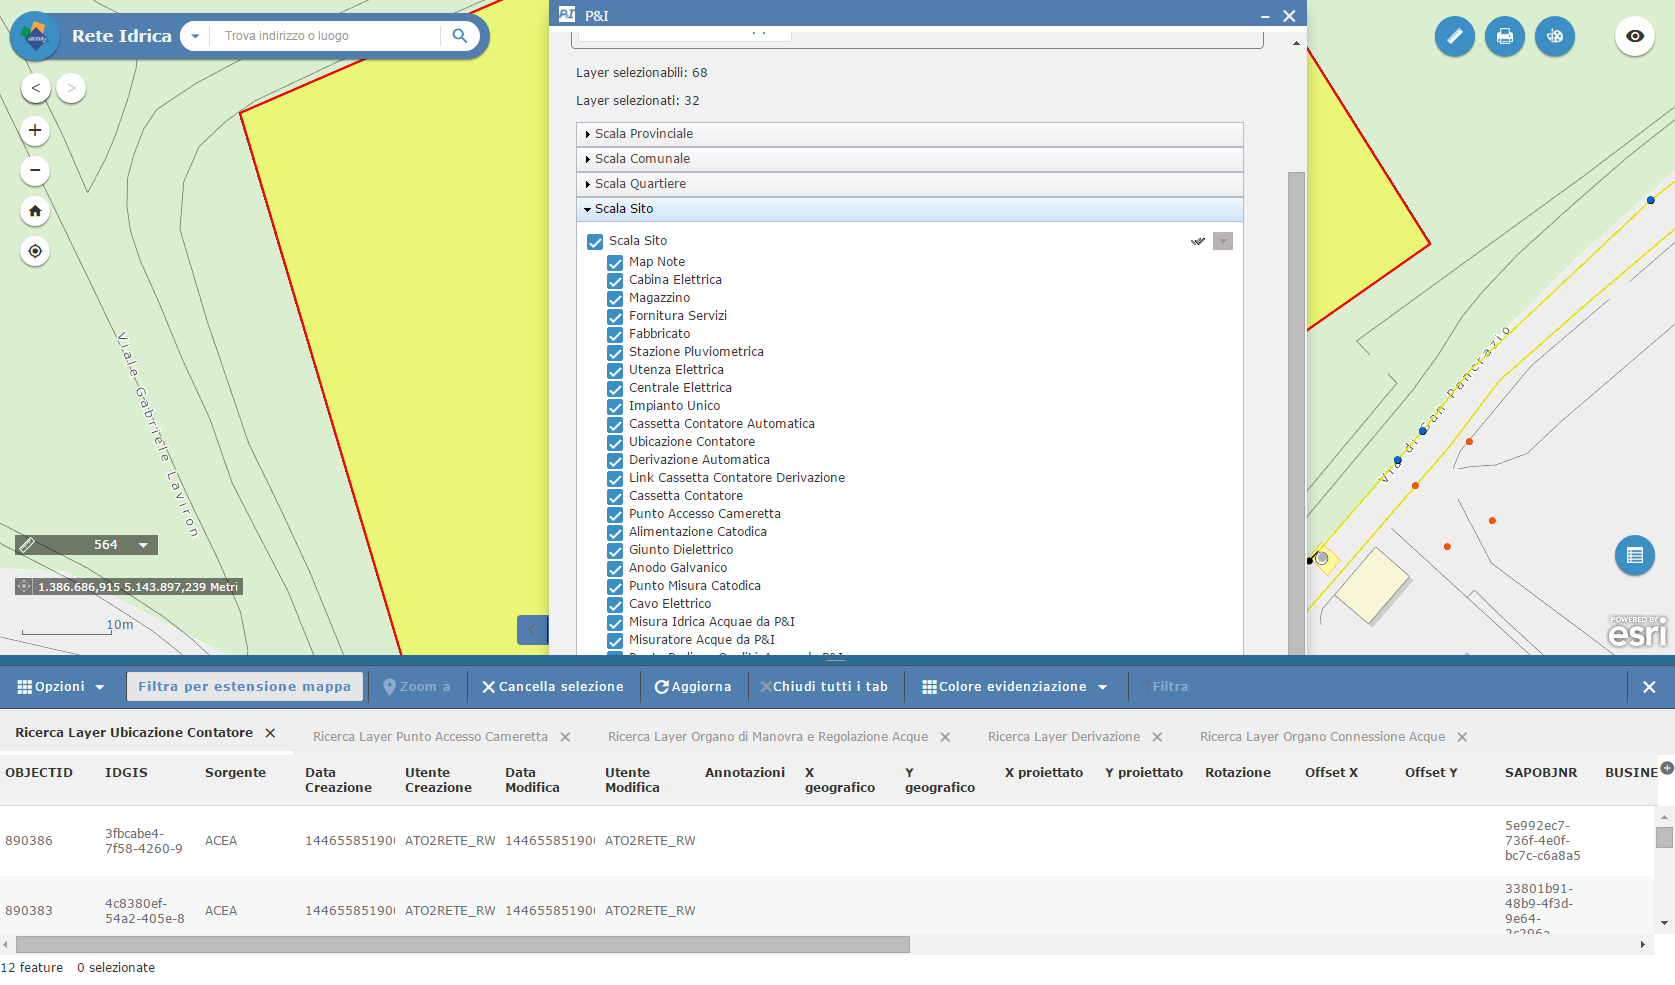 acea
Rete Idrica
Trova indirizzo o luogo
P&I
P&I
Layer selezionabili: 68
Layer selezionati: 32
Scala Provinciale
Scala Comunale
Scala Quartiere
Scala Sito
Scala Sito
Map Note
Cabina Elettrica
Magazzino
Fornitura Servizi
Fabbricato
Stazione Pluviometrica
Utenza Elettrica
Centrale Elettrica
Impianto Unico
Cassetta Contatore Automatica
Ubicazione Contatore
Derivazione Automatica
Link Cassetta Contatore Derivazione
Cassetta Contatore
Punto Accesso Cameretta
Alimentazione Catodica
Giunto Dielettrico
Anodo Galvanico
Punto Misura Catodica
Cavo Elettrico
Misura Idrica Acquae da P&I
Misuratore Acque da P&I
Viale Gabriele Laviron
Via di San Pancrazio
564
1.386.686,915 5.143.897,239 Metri
10m
POWERED BY
esri
Opzioni
Filtra per estensione mappa
Zoom a
Cancella selezione
Aggiorna
Chiudi tutti i tab
Colore evidenziazione
Filtra
Ricerca Layer Ubicazione Contatore
Ricerca Layer Punto Accesso Cameretta
Ricerca Layer Organo di Manovra e Regolazione Acque
Ricerca Layer Derivazione
Ricerca Layer Organo Connessione Acque
OBJECTID IDGIS Sorgente Data Creazione Utente Creazione Data Modifica Utente Modifica Annotazioni X geografico Y geografico X proiettato Y proiettato Rotazione Offset X Offset Y SAPOBJNR BUSINE
890386 3fbcabe4-7f58-4260-9 ACEA 1446558519 ATO2RETE_RW 1446558519 ATO2RETE_RW 5e992ec7-736f-4e0f-bc7c-c6a8a5
890383 4c8380ef-54a2-405e-8 ACEA 1446558519 ATO2RETE_RW 1446558519 ATO2RETE_RW 33801b91-48b9-4f3d-9e64-
12 feature 0 selezionate